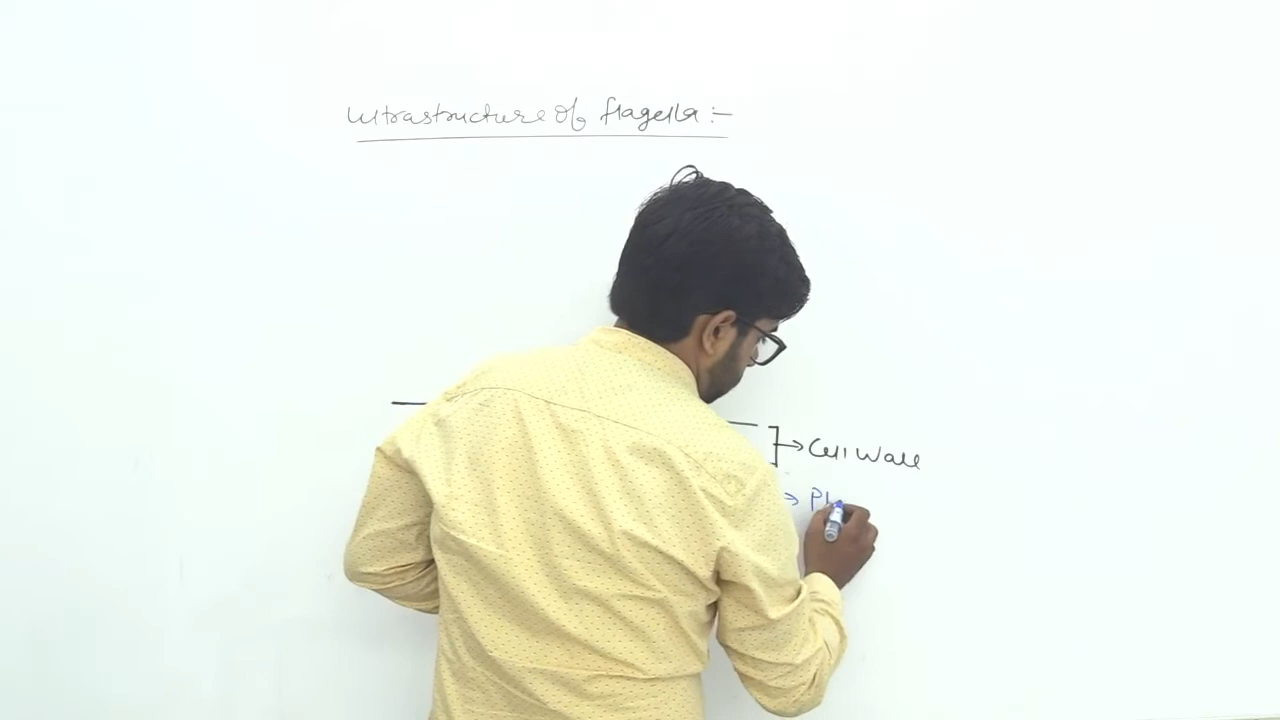 Ultrastructure of flagella :-
→ Cell Wall
→ Pl